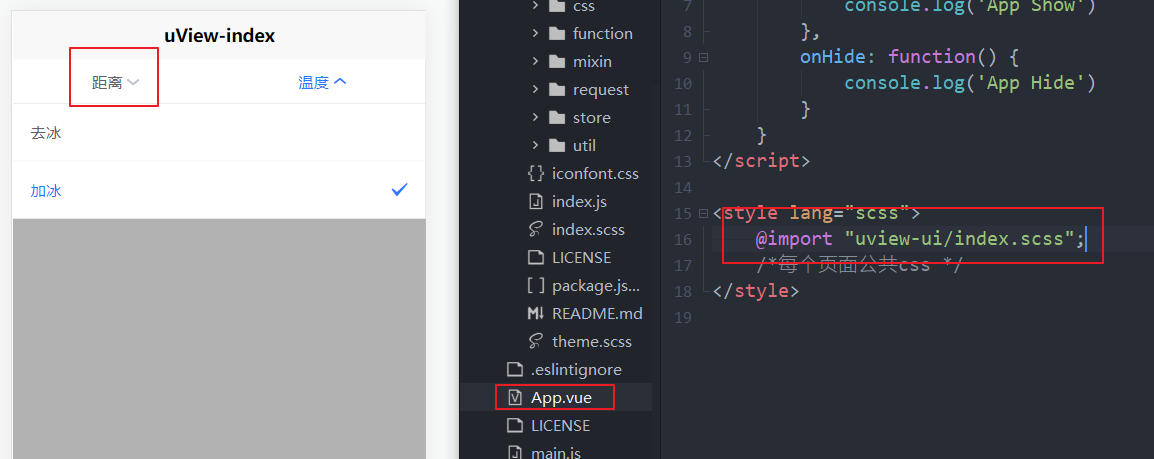 uView-index
距离
温度
去冰
加冰
css
function
mixin
request
store
util
iconfont.css
index.js
index.scss
LICENSE
package.js...
README.md
theme.scss
.eslintignore
App.vue
LICENSE
main.js
7 console.log('App Show')
8 },
9 onHide: function() {
10 console.log('App Hide')
11 }
12 }
13 </script>
14
15 <style lang="scss">
16 @import "uview-ui/index.scss";
17 /*每个页面公共css */
18 </style>
19